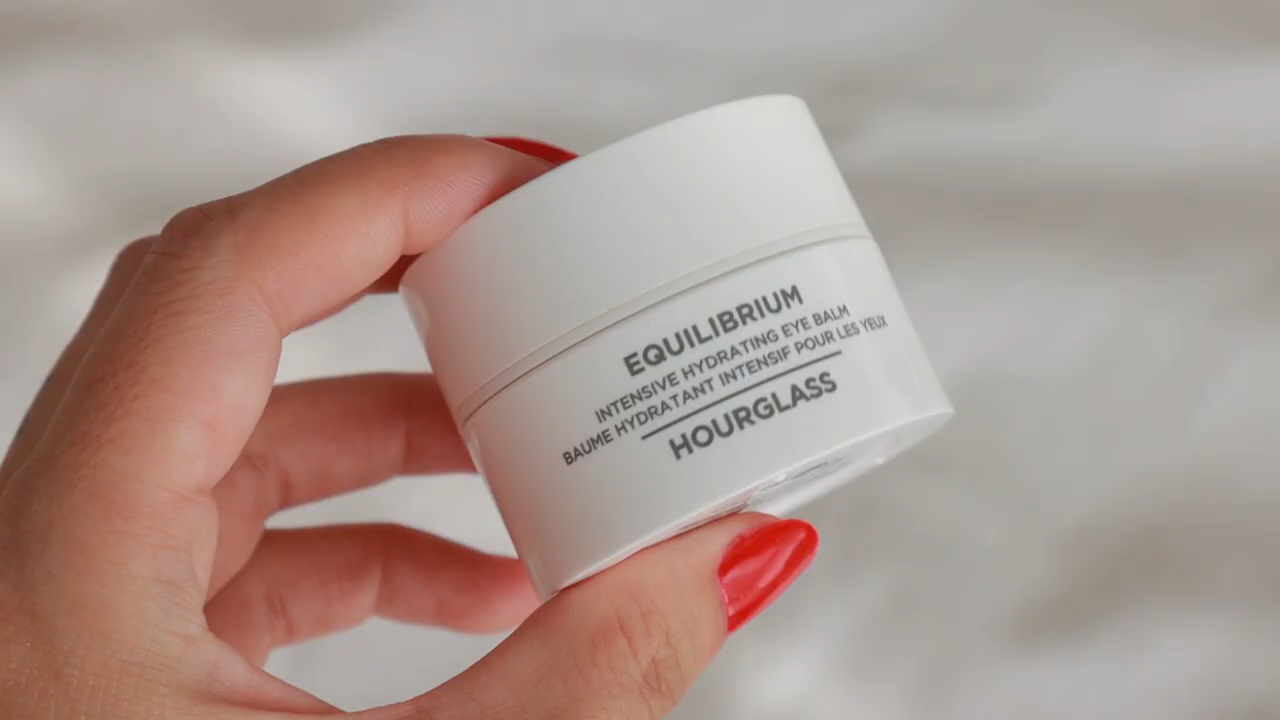 EQUILIBRIUM
INTENSIVE HYDRATING EYE BALM
BAUME HYDRATANT INTENSIF POUR LES YEUX
HOURGLASS